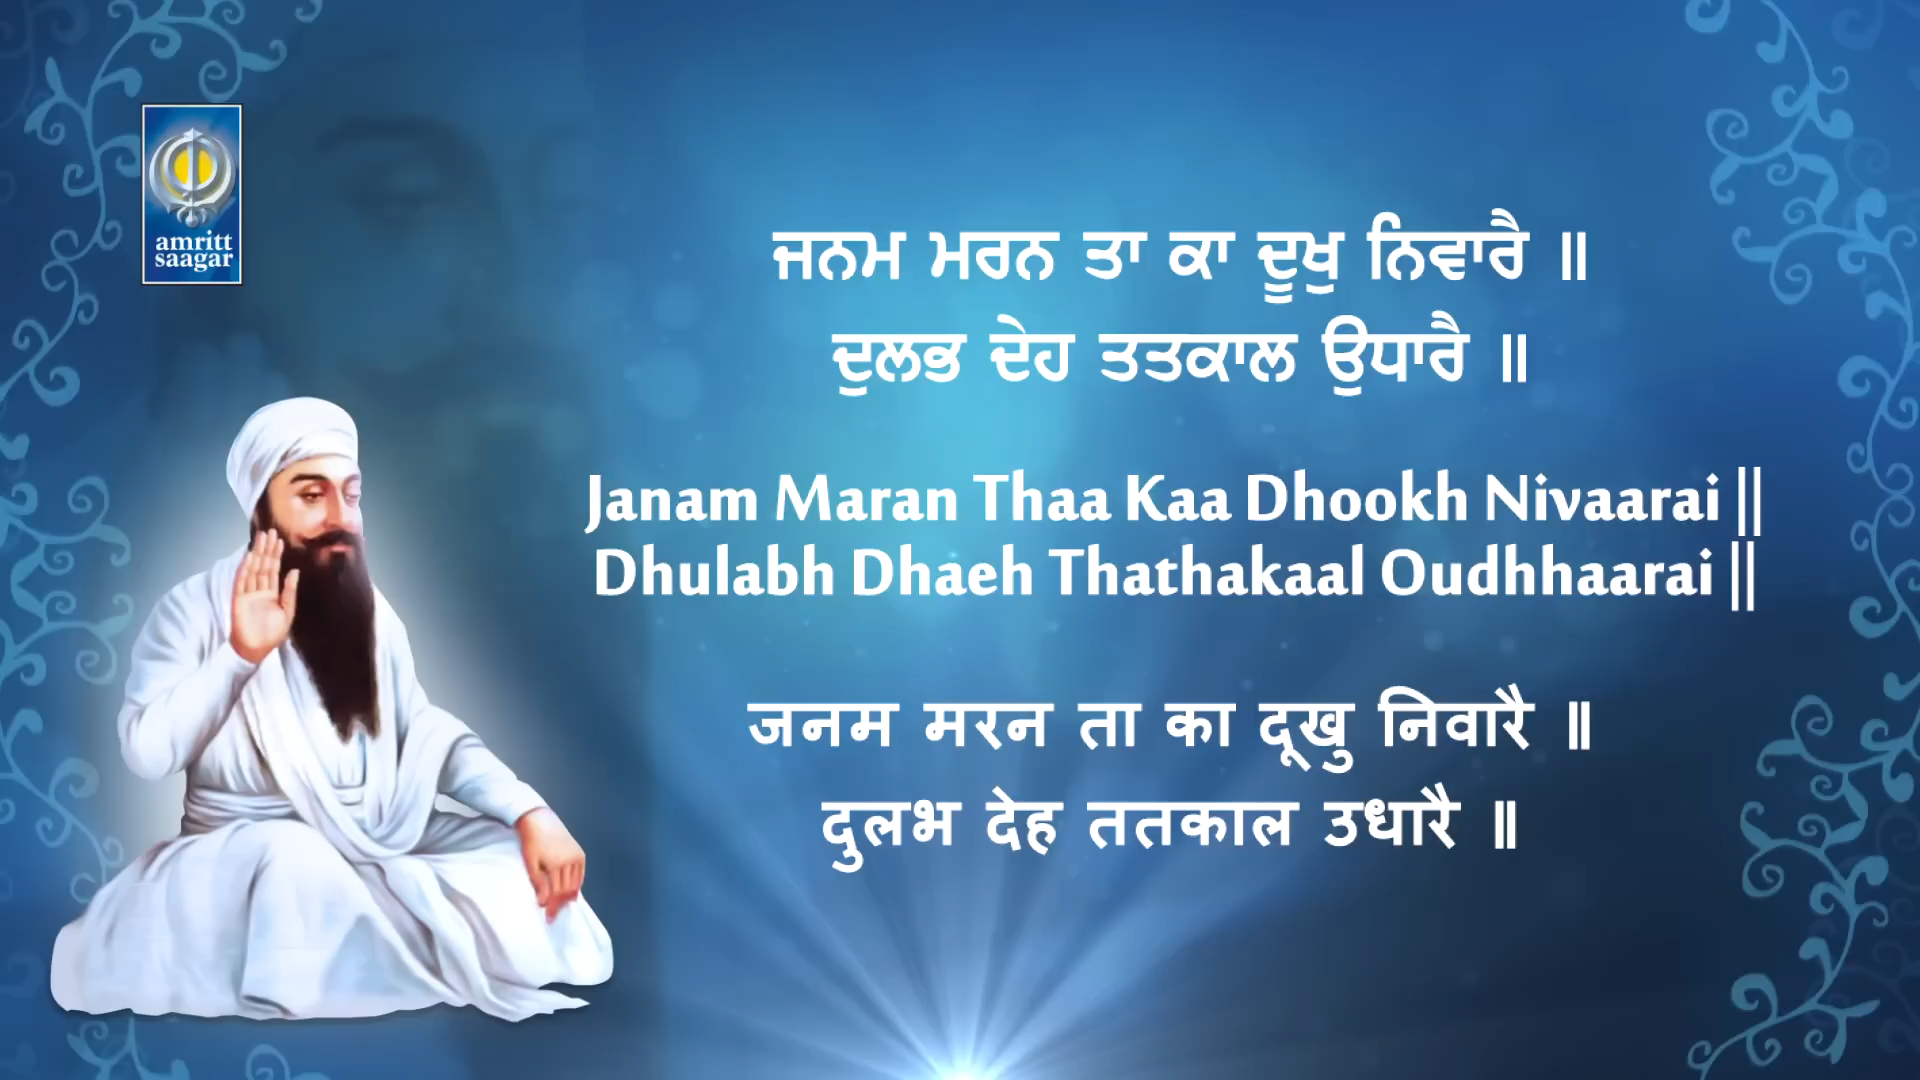 amritt
saagar
ਜਨਮ ਮਰਨ ਤਾ ਕਾ ਦੂਖੁ ਨਿਵਾਰੈ ॥
ਦੁਲਭ ਦੇਹ ਤਤਕਾਲ ਉਧਾਰੈ ॥
Janam Maran Thaa Kaa Dhookh Nivaarai ||
Dhulabh Dhaeh Thathakaal Oudhhaarai ||
जनम मरन ता का दूखु निवारै ॥
दुलभ देह ततकाल उधारै ॥